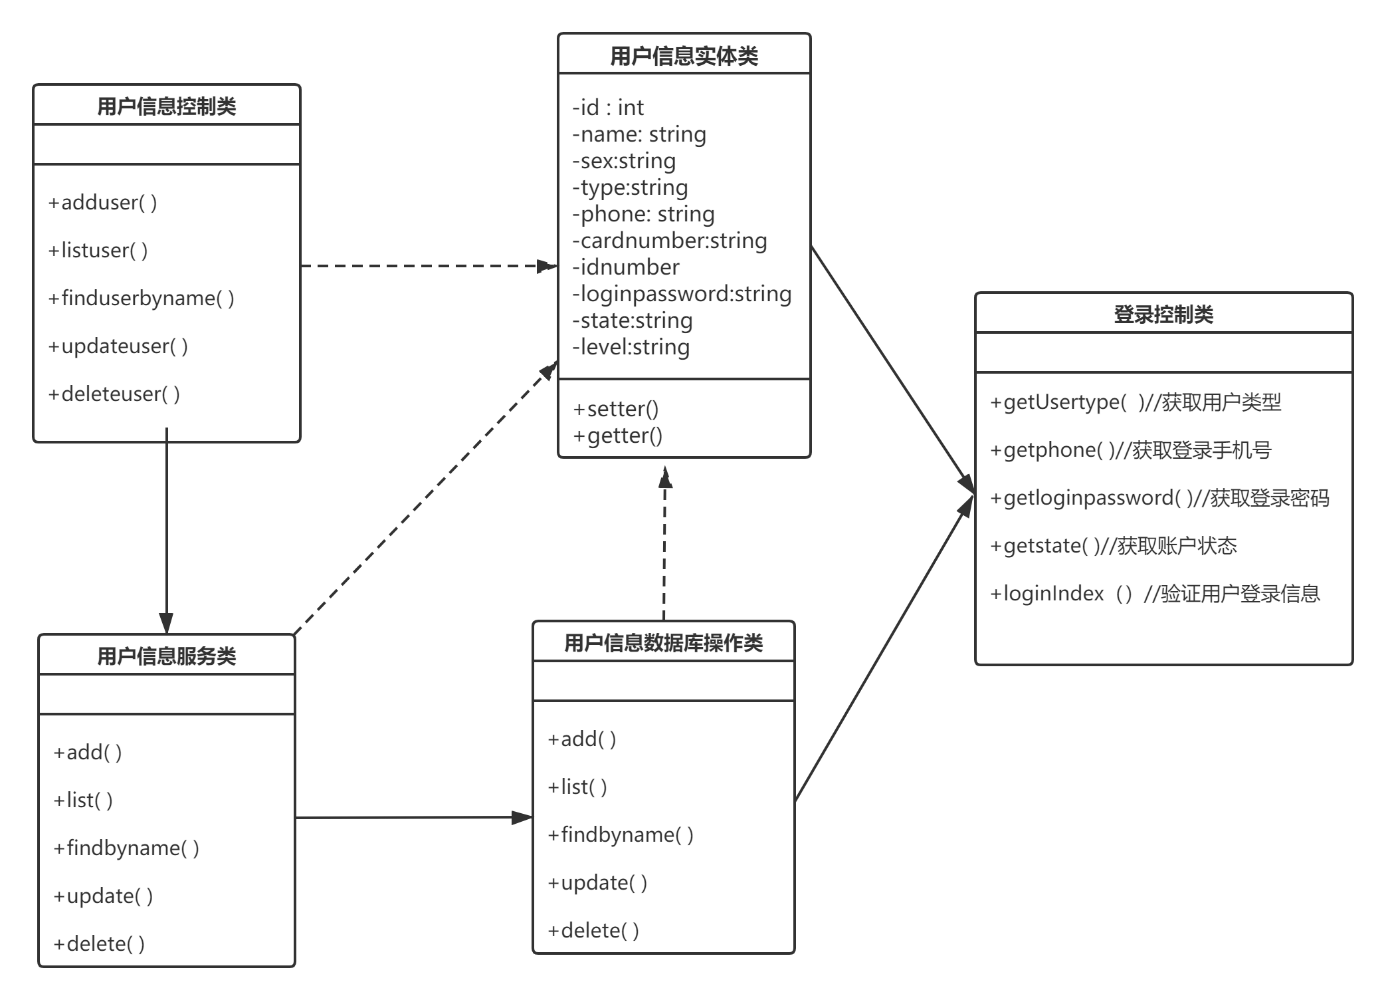 用户信息控制类
+adduser( )
+listuser( )
+finduserbyname( )
+updateuser( )
+deleteuser( )
用户信息实体类
-id : int
-name: string
-sex:string
-type:string
-phone: string
-cardnumber:string
-idnumber
-loginpassword:string
-state:string
-level:string
+setter()
+getter()
登录控制类
+getUsertype(  )//获取用户类型
+getphone( )//获取登录手机号
+getloginpassword( )//获取登录密码
+getstate( )//获取账户状态
+loginIndex（）//验证用户登录信息
用户信息服务类
+add( )
+list( )
+findbyname( )
+update( )
+delete( )
用户信息数据库操作类
+add( )
+list( )
+findbyname( )
+update( )
+delete( )